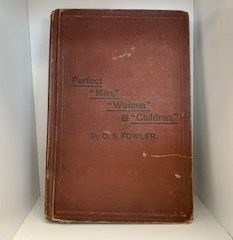 Perfect
"Men,"
"Women"
"Children,"
By O. S. FOWLER.